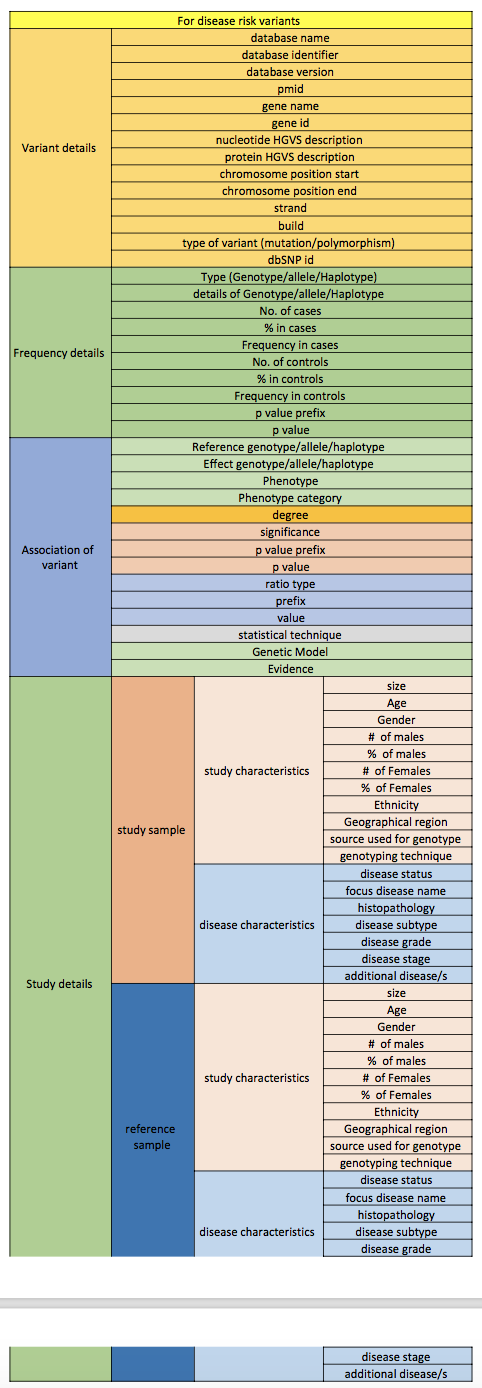 For disease risk variants
Variant details
database name
database identifier
database version
pmid
gene name
gene id
nucleotide HGVS description
protein HGVS description
chromosome position start
chromosome position end
strand
build
type of variant (mutation/polymorphism)
dbSNP id
Frequency details
Type (Genotype/allele/Haplotype)
details of Genotype/allele/Haplotype
No. of cases
% in cases
Frequency in cases
No. of controls
% in controls
Frequency in controls
p value prefix
p value
Association of
variant
Reference genotype/allele/haplotype
Effect genotype/allele/haplotype
Phenotype
Phenotype category
degree
significance
p value prefix
p value
ratio type
prefix
value
statistical technique
Genetic Model
Evidence
Study details
study sample
study characteristics
size
Age
Gender
# of males
% of males
# of Females
% of Females
Ethnicity
Geographical region
source used for genotype
genotyping technique
disease characteristics
disease status
focus disease name
histopathology
disease subtype
disease grade
disease stage
additional disease/s
reference
sample
study characteristics
size
Age
Gender
# of males
% of males
# of Females
% of Females
Ethnicity
Geographical region
source used for genotype
genotyping technique
disease characteristics
disease status
focus disease name
histopathology
disease subtype
disease grade
disease stage
additional disease/s